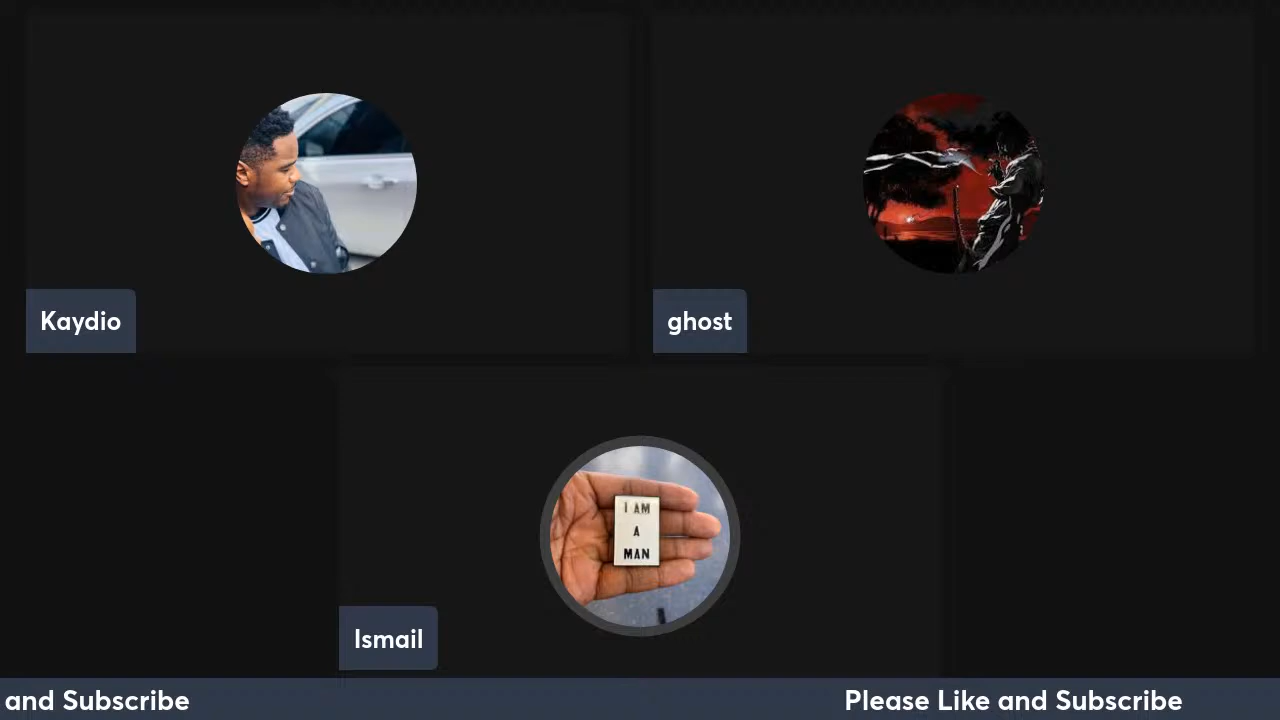 Kaydio
ghost
I AM
A
MAN
Ismail
and Subscribe
Please Like and Subscribe